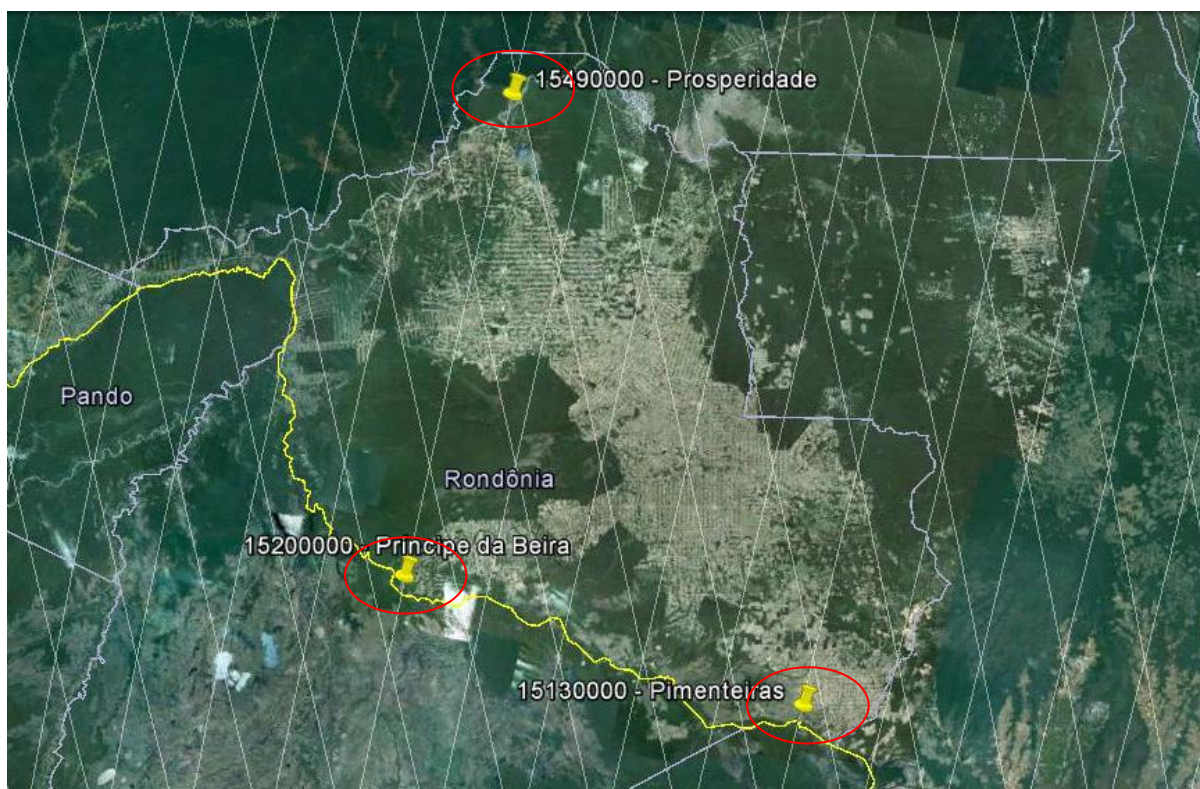 15490000 - Prosperidade
Pando
Rondônia
15200000 - Principe da Beira
15130000 - Pimenteiras